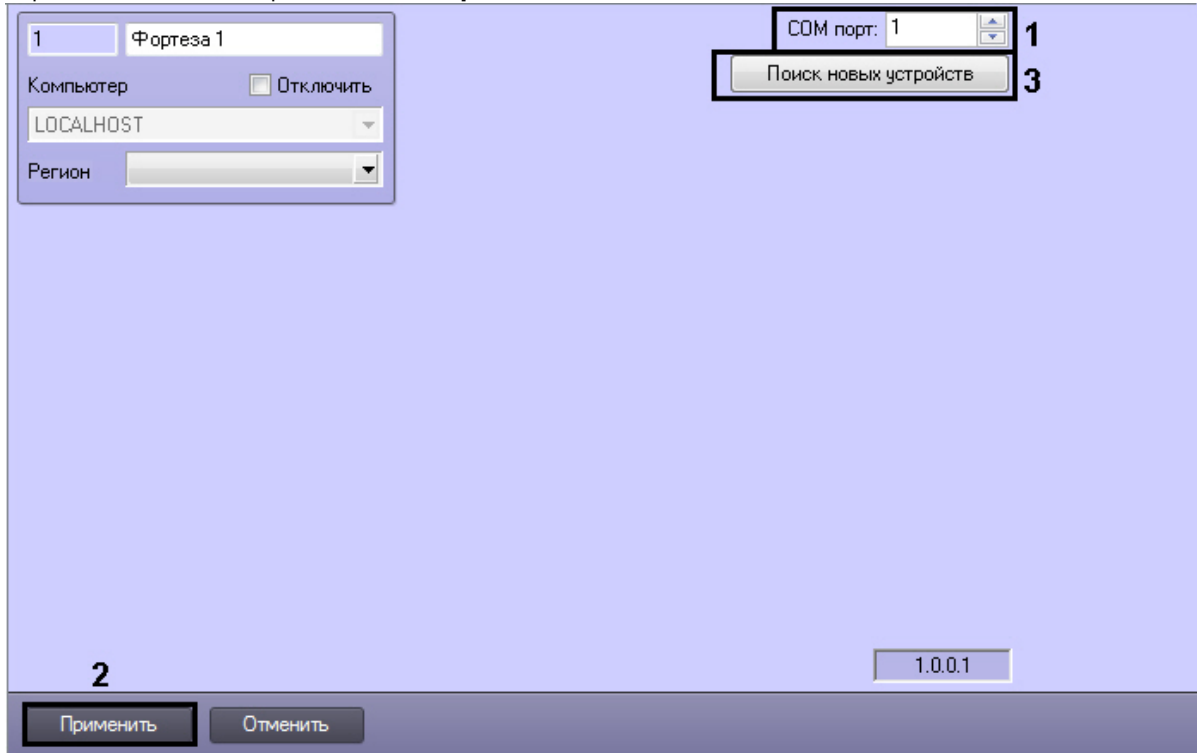 1 Фортеза 1
Компьютер Отключить
LOCALHOST
Регион
COM порт: 1 1
Поиск новых устройств 3
1.0.0.1
2
Применить Отменить